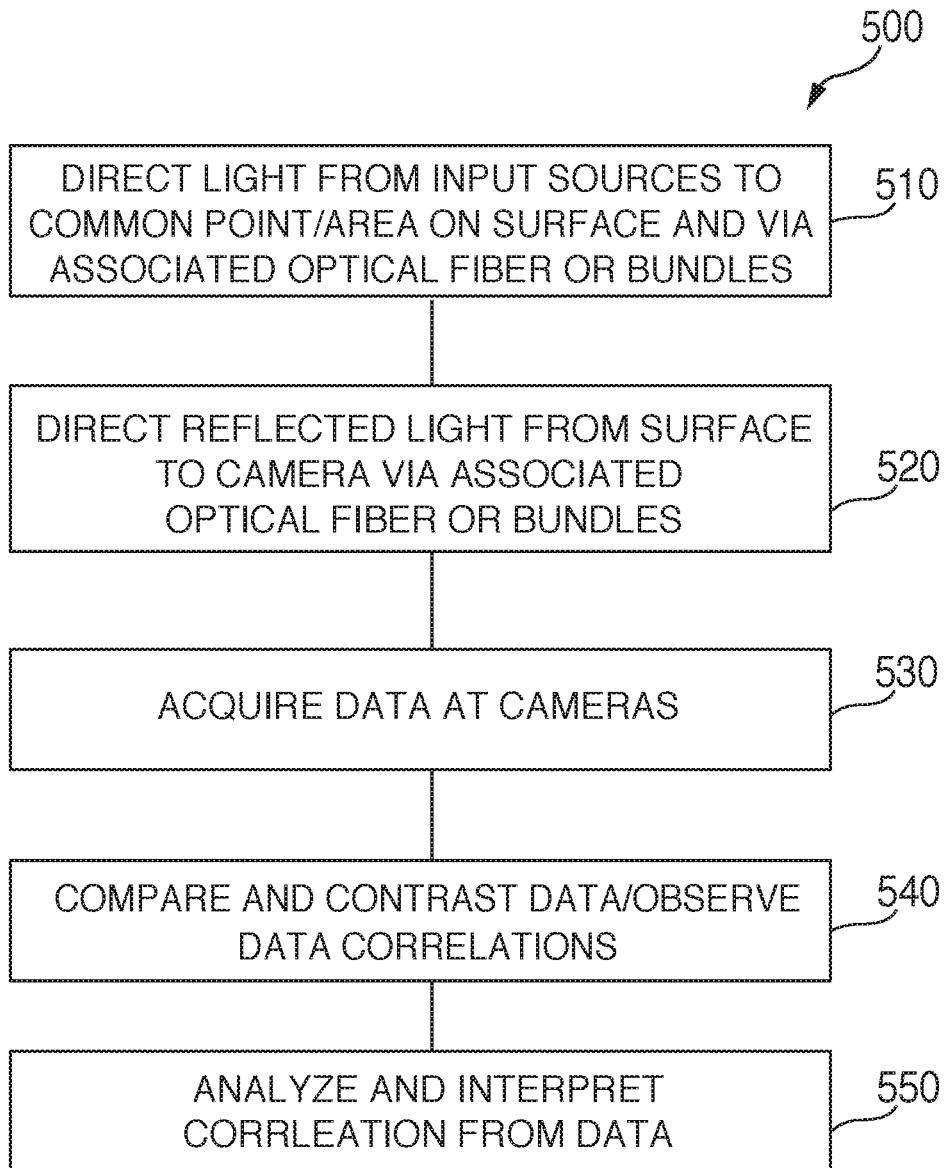 500
DIRECT LIGHT FROM INPUT SOURCES TO
COMMON POINT/AREA ON SURFACE AND VIA
ASSOCIATED OPTICAL FIBER OR BUNDLES
510
DIRECT REFLECTED LIGHT FROM SURFACE
TO CAMERA VIA ASSOCIATED
OPTICAL FIBER OR BUNDLES
520
ACQUIRE DATA AT CAMERAS
530
COMPARE AND CONTRAST DATA/OBSERVE
DATA CORRELATIONS
540
ANALYZE AND INTERPRET
CORRLEATION FROM DATA
550